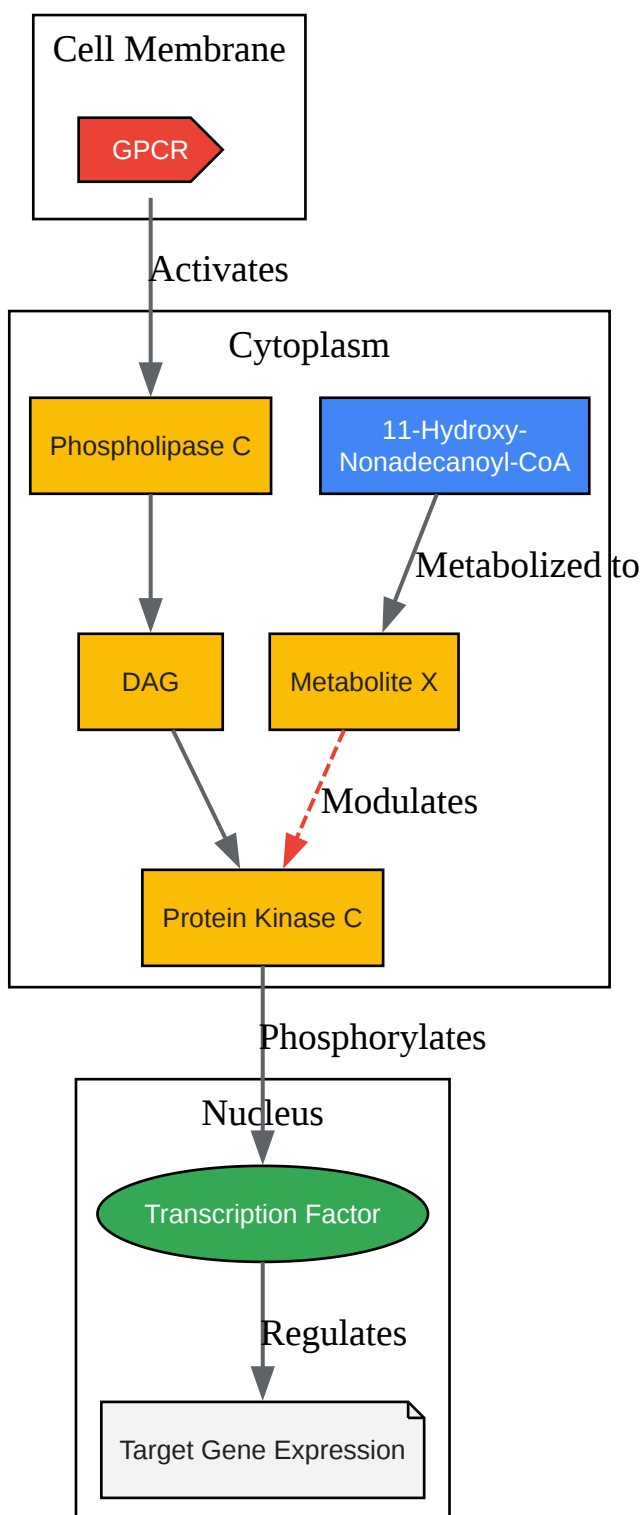 Cell Membrane
GPCR
Activates
Cytoplasm
Phospholipase C
11-Hydroxy-
Nonadecanoyl-CoA
Metabolized to
DAG
Metabolite X
Modulates
Protein Kinase C
Phosphorylates
Nucleus
Transcription Factor
Regulates
Target Gene Expression